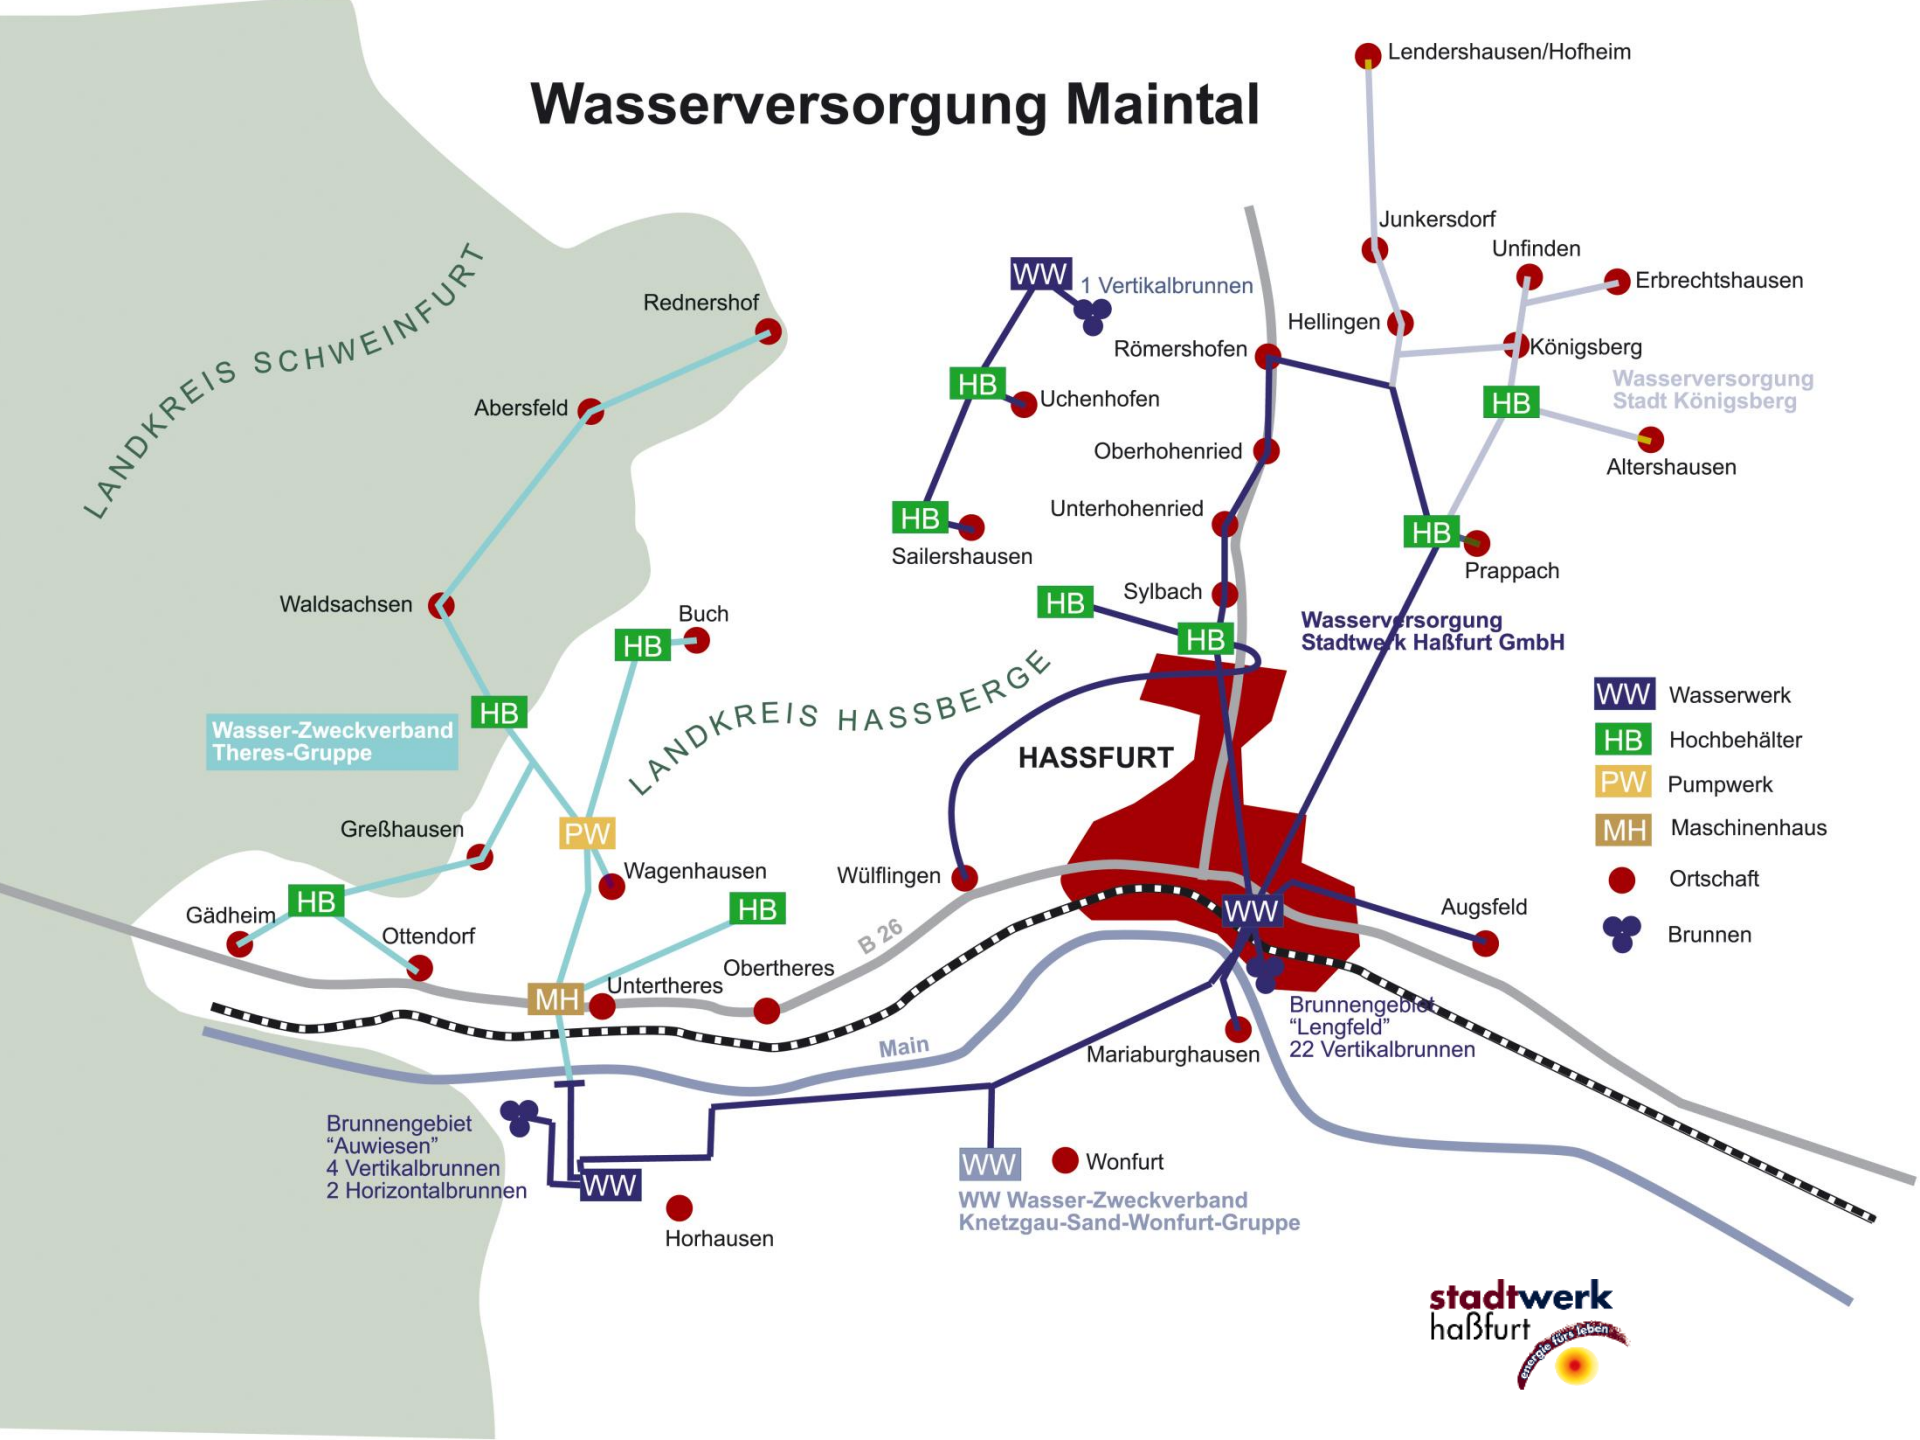 Wasserversorgung Maintal
Lendershausen/Hofheim
Junkersdorf
Unfinden
Erbrechtshausen
Hellingen
Königsberg
Wasserversorgung
Stadt Königsberg
HB
Altershausen
LANDKREIS SCHWEINFURT
Rednershof
Abersfeld
Waldsachsen
WW
1 Vertikalbrunnen
HB
Uchenhofen
HB
Sailershausen
Römershofen
Oberhohenried
Unterhohenried
Sylbach
HB
HB
HB
Prappach
Wasserversorgung
Stadtwerk Haßfurt GmbH
Buch
HB
HB
Wasser-Zweckverband
Theres-Gruppe
LANDKREIS HASSBERGE
HASSFURT
WW Wasserwerk
HB Hochbehälter
PW Pumpwerk
MH Maschinenhaus
Ortschaft
Brunnen
Greßhausen
PW
Wagenhausen
HB
Gädheim
Ottendorf
HB
Wülflingen
B 26
WW
Augsfeld
MH
Untertheres
Obertheres
Main
Mariaburghausen
Brunnengebiet
“Lengfeld”
22 Vertikalbrunnen
Brunnengebiet
“Auwiesen”
4 Vertikalbrunnen
2 Horizontalbrunnen
WW
Horhausen
WW
Wonfurt
WW Wasser-Zweckverband
Knetzgau-Sand-Wonfurt-Gruppe
stadtwerk
haßfurt
energie fürs leben